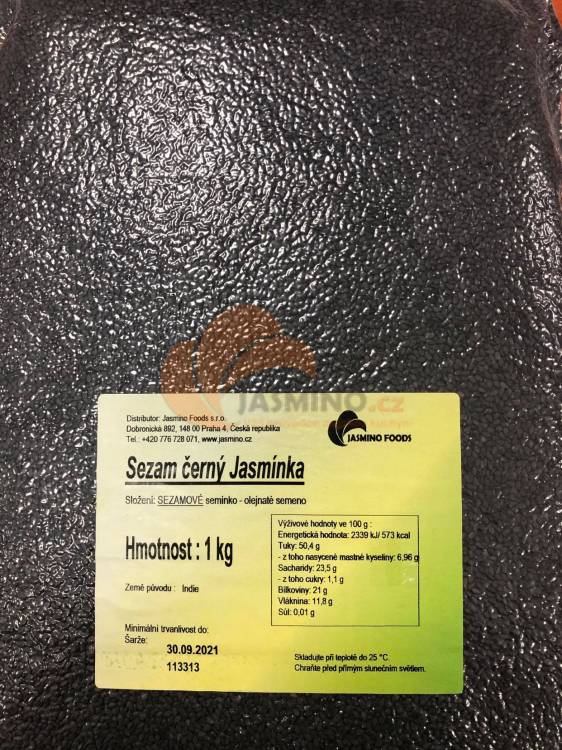 JASMINO.cz
Distributor: Jasmino Foods s.r.o.
Dobronická 892, 148 00 Praha 4, Česká republika
Tel.: +420 776 728 071, www.jasmino.cz
JASMINO FOODS
Sezam černý Jasmínka
Složení: SEZAMOVÉ semínko - olejnaté semeno
Hmotnost : 1 kg
Výživové hodnoty ve 100 g :
Energetická hodnota: 2339 kJ/ 573 kcal
Tuky: 50,4 g
- z toho nasycené mastné kyseliny: 6,96 g
Sacharidy: 23,5 g
- z toho cukry: 1,1 g
Bílkoviny: 21 g
Vláknina: 11,8 g
Sůl: 0,01 g
Země původu : Indie
Minimální trvanlivost do:
Šarže:
30.09.2021
113313
Skladujte při teplotě do 25 °C.
Chraňte před přímým slunečním světlem.